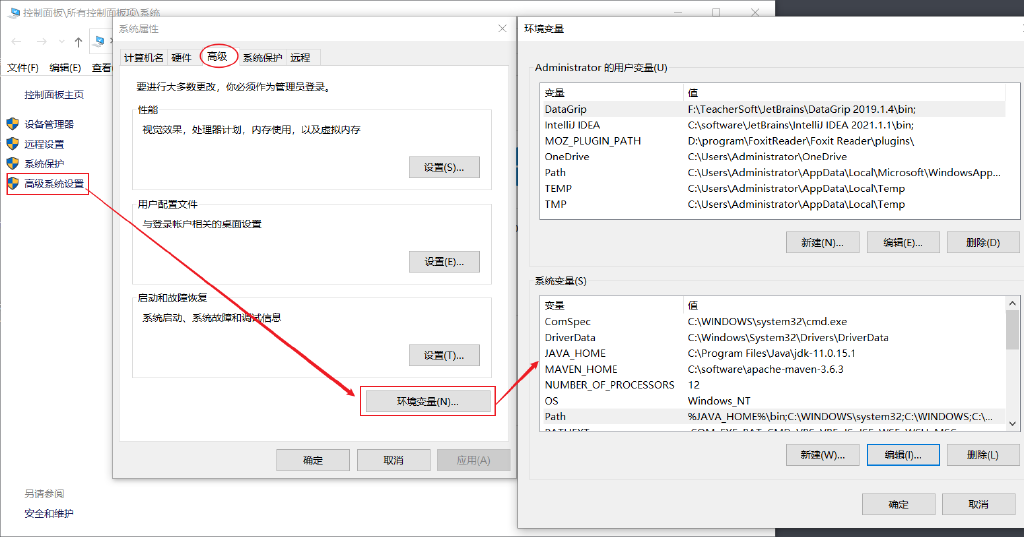 控制面板\所有控制面板项\系统
文件(F) 编辑(E) 查看
控制面板主页
设备管理器
远程设置
系统保护
高级系统设置
另请参阅
安全和维护
系统属性
计算机名 硬件 高级 系统保护 远程
要进行大多数更改，你必须作为管理员登录。
性能
视觉效果，处理器计划，内存使用，以及虚拟内存
设置(S)...
用户配置文件
与登录帐户相关的桌面设置
设置(E)...
启动和故障恢复
系统启动、系统故障和调试信息
设置(T)...
环境变量(N)...
确定 取消 应用(A)
环境变量
Administrator 的用户变量(U)
变量 值
DataGrip F:\TeacherSoft\JetBrains\DataGrip 2019.1.4\bin;
IntelliJ IDEA C:\software\JetBrains\IntelliJ IDEA 2021.1.1\bin;
MOZ_PLUGIN_PATH D:\program\FoxitReader\Foxit Reader\plugins\
OneDrive C:\Users\Administrator\OneDrive
Path C:\Users\Administrator\AppData\Local\Microsoft\WindowsApp...
TEMP C:\Users\Administrator\AppData\Local\Temp
TMP C:\Users\Administrator\AppData\Local\Temp
新建(N)... 编辑(E)... 删除(D)
系统变量(S)
变量 值
ComSpec C:\WINDOWS\system32\cmd.exe
DriverData C:\Windows\System32\Drivers\DriverData
JAVA_HOME C:\Program Files\Java\jdk-11.0.15.1
MAVEN_HOME C:\software\apache-maven-3.6.3
NUMBER_OF_PROCESSORS 12
OS Windows_NT
Path %JAVA_HOME%\bin;C:\WINDOWS\system32;C:\WINDOWS;C:\...
PATHEXT .COM;.EXE;.BAT;.CMD;.VBS;.VBE;.JS;.JSE;.WSF;.WSH;.MSC
新建(W)... 编辑(I)... 删除(L)
确定 取消